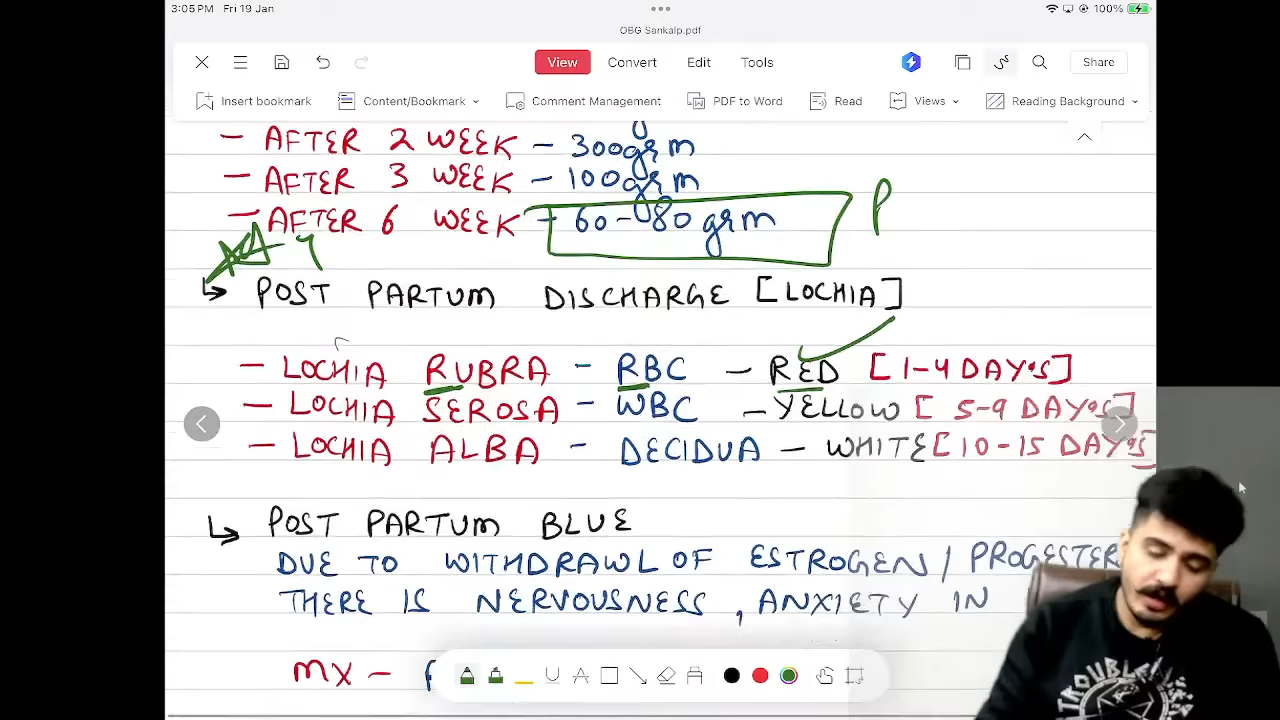 3:05 PM Fri 19 Jan
100%
OBG Sankalp.pdf
View Convert Edit Tools Share
Insert bookmark Content/Bookmark Comment Management PDF to Word Read Views Reading Background
- AFTER 2 WEEK - 300grm
- AFTER 3 WEEK - 100grm
- AFTER 6 WEEK - 60-80 grm P
↳ POST PARTUM DISCHARGE [LOCHIA]
- LOCHIA RUBRA - RBC - RED [1-4 DAY's]
- LOCHIA SEROSA - WBC - YELLOW [5-9 DAY's]
- LOCHIA ALBA - DECIDUA - WHITE [10-15 DAY's]
↳ POST PARTUM BLUE
DUE TO WITHDRAWL OF ESTROGEN / PROGESTER
THERE IS NERVOUSNESS, ANXIETY IN
MX -